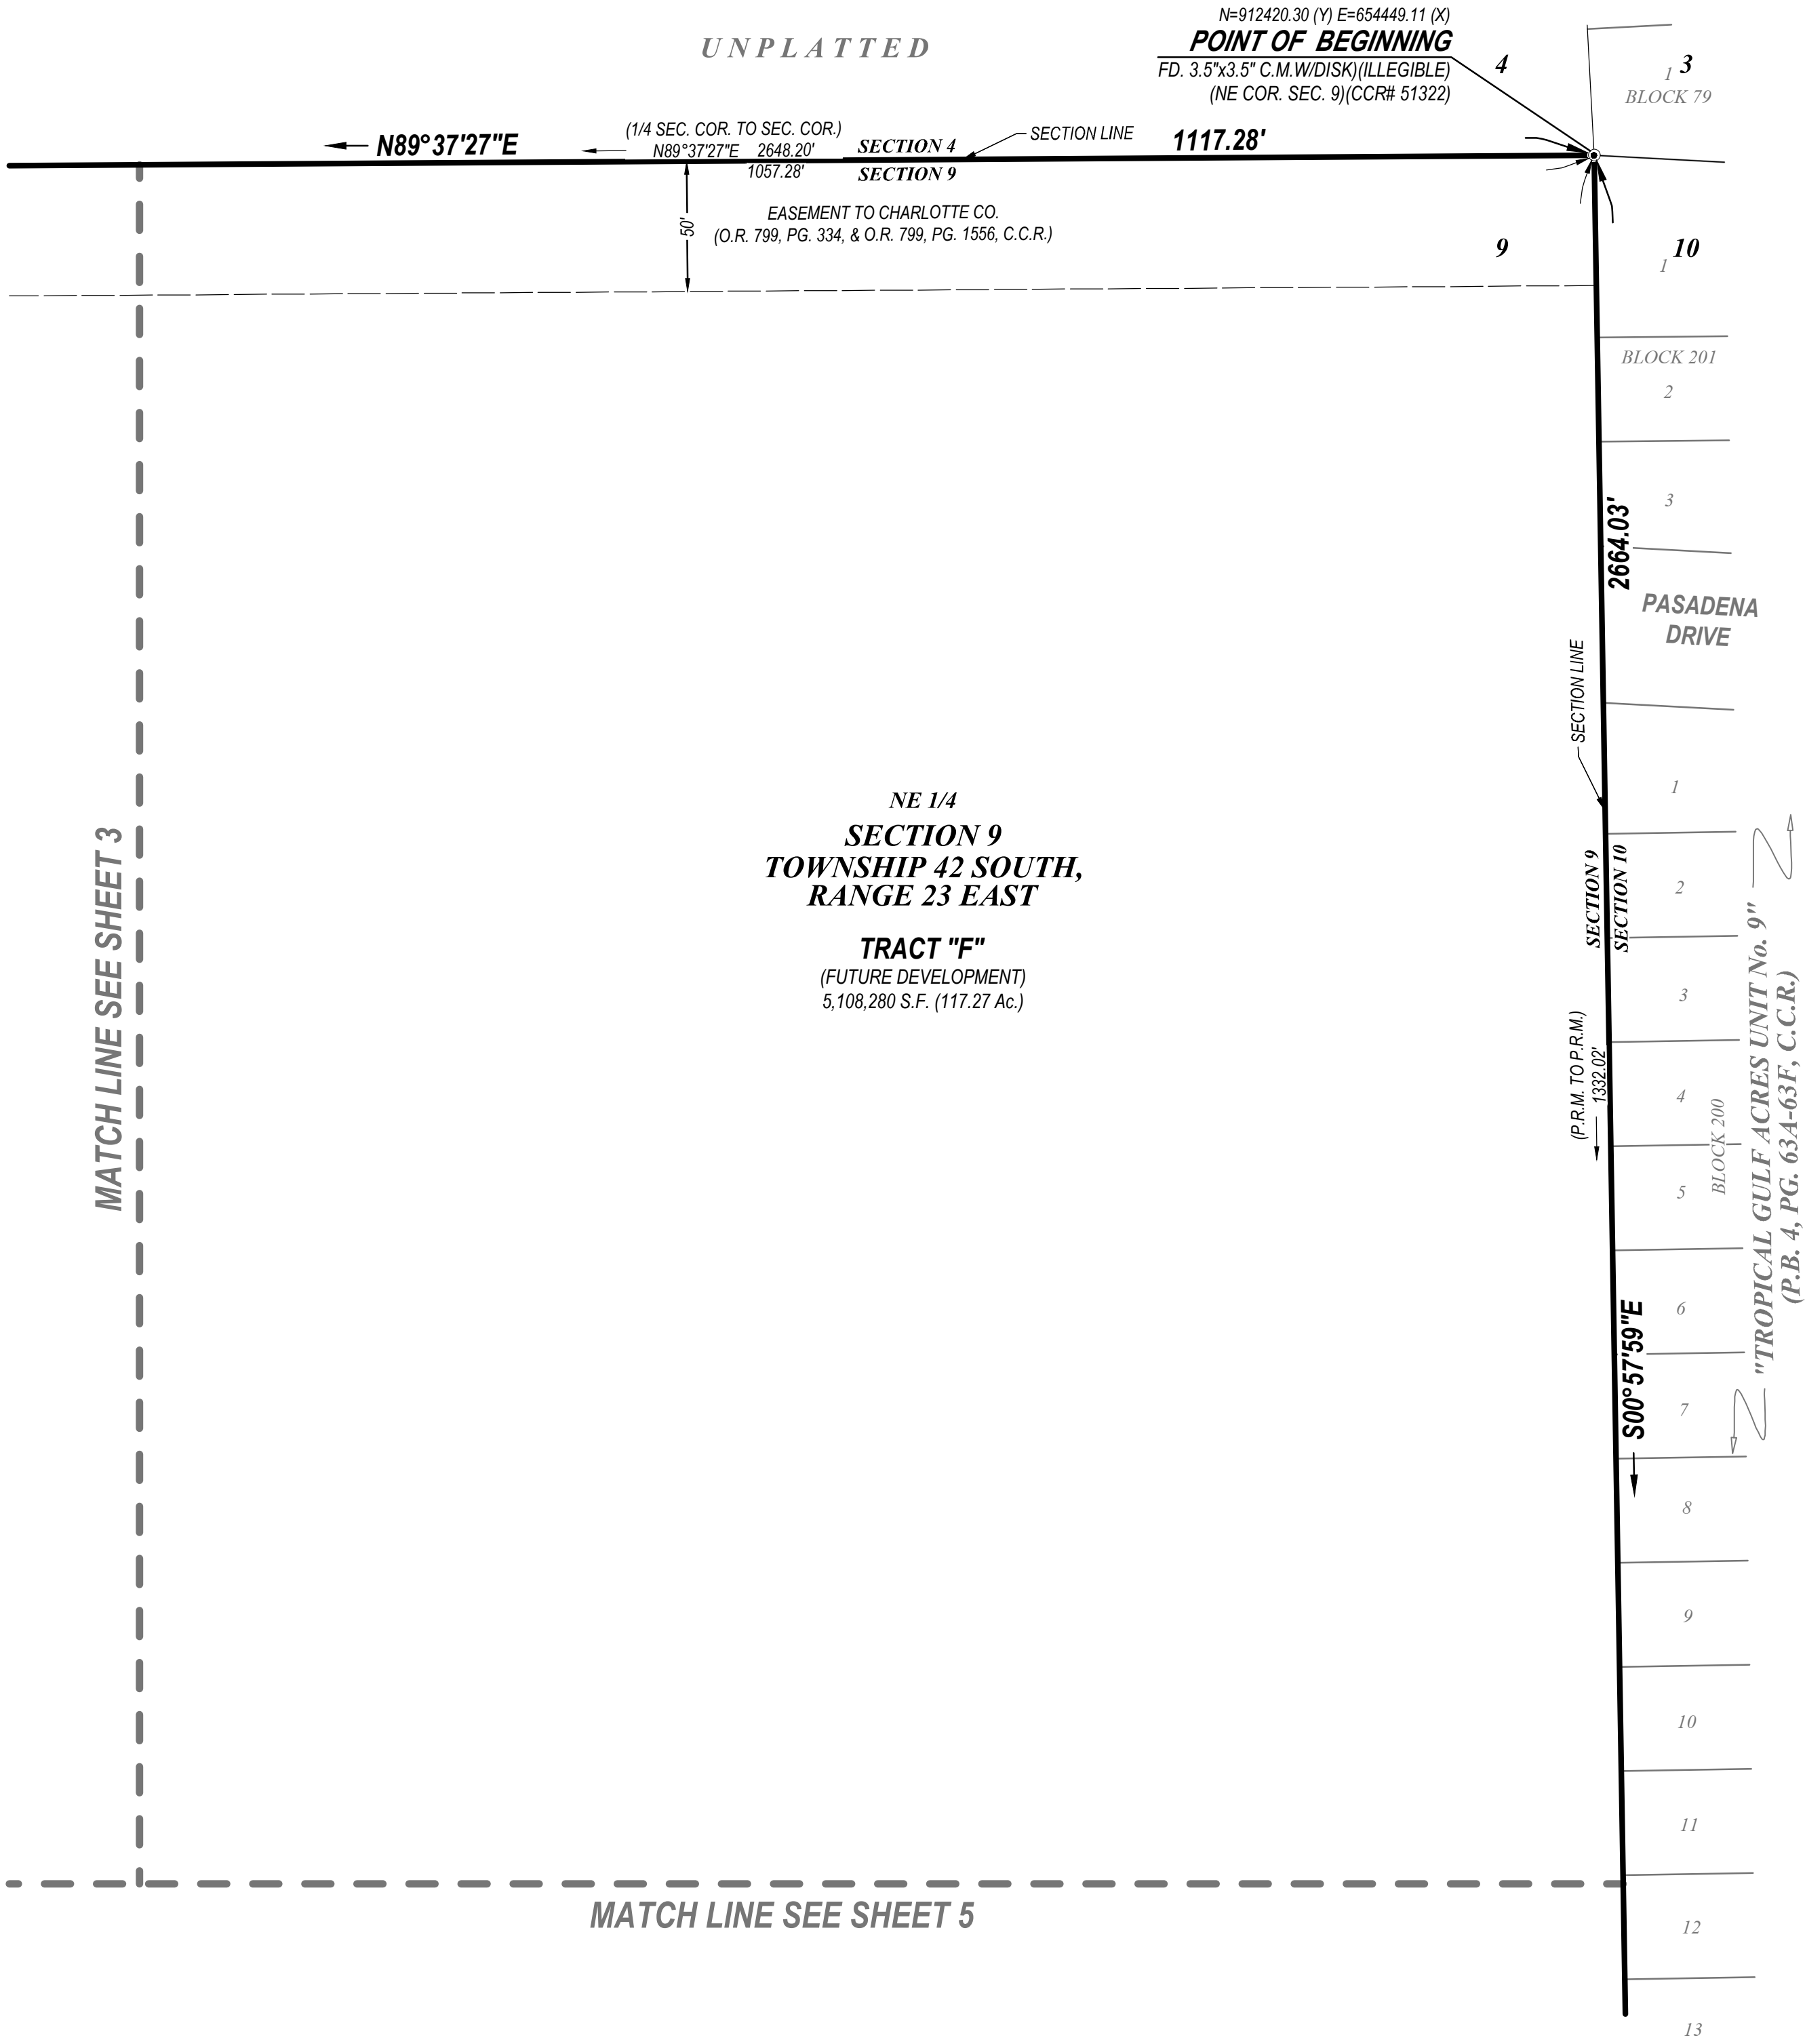 UNPLATTED
N=912420.30 (Y) E=654449.11 (X)
POINT OF BEGINNING
FD. 3.5"x3.5" C.M.W/DISK)(ILLEGIBLE)
(NE COR. SEC. 9)(CCR# 51322)
4
3
1
BLOCK 79
N89°37'27"E
(1/4 SEC. COR. TO SEC. COR.)
N89°37'27"E 2648.20'
1057.28'
SECTION 4
SECTION 9
SECTION LINE
1117.28'
50'
EASEMENT TO CHARLOTTE CO.
(O.R. 799, PG. 334, & O.R. 799, PG. 1556, C.C.R.)
9
10
1
BLOCK 201
2
3
2664.03'
PASADENA
DRIVE
SECTION LINE
NE 1/4
SECTION 9
TOWNSHIP 42 SOUTH,
RANGE 23 EAST
TRACT "F"
(FUTURE DEVELOPMENT)
5,108,280 S.F. (117.27 Ac.)
MATCH LINE SEE SHEET 3
SECTION 9
SECTION 10
(P.R.M. TO P.R.M.)
1332.02'
1
2
3
4
BLOCK 200
5
6
S00°57'59"E
7
8
9
10
11
12
13
"TROPICAL GULF ACRES UNIT No. 9"
(P.B. 4, PG. 63A-63F, C.C.R.)
MATCH LINE SEE SHEET 5